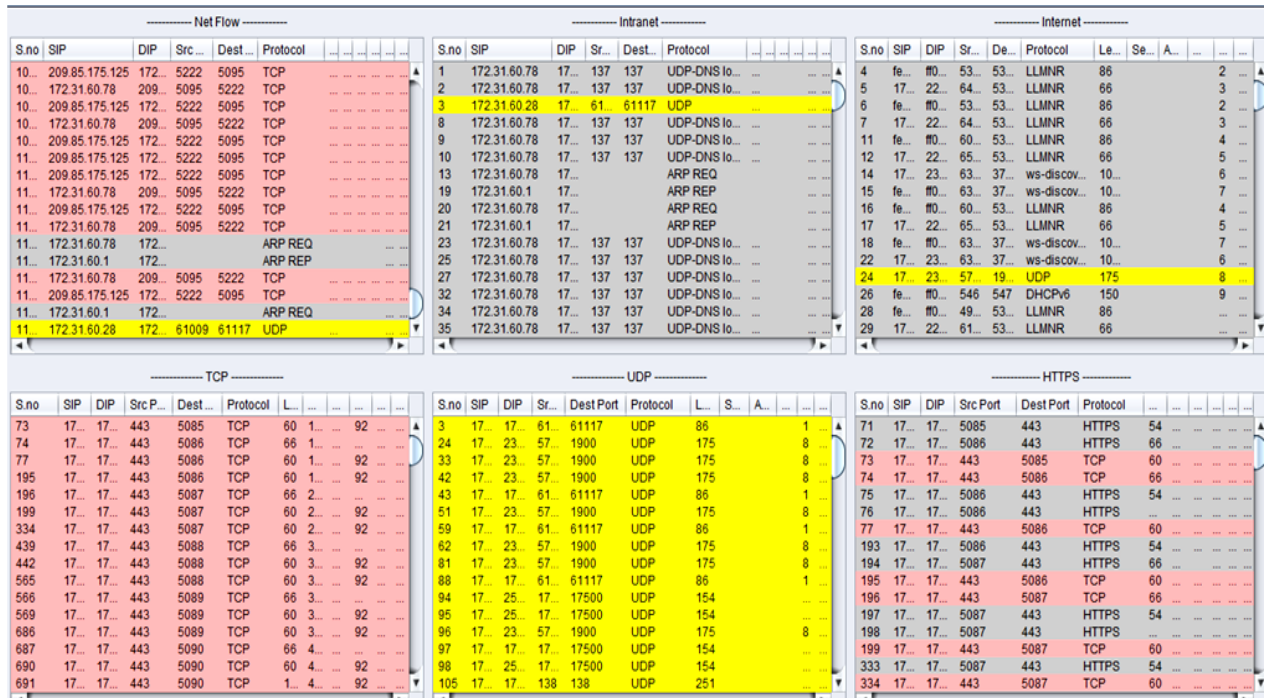 ------------ Net Flow ------------
S.no SIP DIP Src ... Dest ... Protocol ... ... ... ... ... ...
10... 209.85.175.125 172... 5222 5095 TCP
10... 172.31.60.78 209... 5095 5222 TCP
10... 209.85.175.125 172... 5222 5095 TCP
10... 172.31.60.78 209... 5095 5222 TCP
10... 209.85.175.125 172... 5222 5095 TCP
11... 209.85.175.125 172... 5222 5095 TCP
11... 209.85.175.125 172... 5222 5095 TCP
11... 172.31.60.78 209... 5095 5222 TCP
11... 209.85.175.125 172... 5222 5095 TCP
11... 172.31.60.78 209... 5095 5222 TCP
11... 172.31.60.78 172... ARP REQ
11... 172.31.60.1 172... ARP REP
11... 172.31.60.78 209... 5095 5222 TCP
11... 209.85.175.125 172... 5222 5095 TCP
11... 172.31.60.1 172... ARP REQ
11... 172.31.60.28 172... 61009 61117 UDP
------------ Intranet ------------
S.no SIP DIP Sr... Dest... Protocol ... ... ... ... ... ...
1 172.31.60.78 17... 137 137 UDP-DNS lo... ...
2 172.31.60.78 17... 137 137 UDP-DNS lo... ...
3 172.31.60.28 17... 61... 61117 UDP ...
8 172.31.60.78 17... 137 137 UDP-DNS lo... ...
9 172.31.60.78 17... 137 137 UDP-DNS lo... ...
10 172.31.60.78 17... 137 137 UDP-DNS lo... ...
13 172.31.60.78 17... ARP REQ
19 172.31.60.1 17... ARP REP
20 172.31.60.78 17... ARP REQ
21 172.31.60.1 17... ARP REP
23 172.31.60.78 17... 137 137 UDP-DNS lo... ...
25 172.31.60.78 17... 137 137 UDP-DNS lo... ...
27 172.31.60.78 17... 137 137 UDP-DNS lo... ...
32 172.31.60.78 17... 137 137 UDP-DNS lo... ...
34 172.31.60.78 17... 137 137 UDP-DNS lo... ...
35 172.31.60.78 17... 137 137 UDP-DNS lo... ...
------------ Internet ------------
S.no SIP DIP Sr... De... Protocol Le... Se... A... ... ... ...
4 fe... ff0... 53... 53... LLMNR 86 2 ...
5 17... 22... 64... 53... LLMNR 66 3 ...
6 fe... ff0... 53... 53... LLMNR 86 2 ...
7 17... 22... 64... 53... LLMNR 66 3 ...
11 fe... ff0... 60... 53... LLMNR 86 4 ...
12 17... 22... 65... 53... LLMNR 66 5 ...
14 17... 23... 63... 37... ws-discov... 10... 6 ...
15 fe... ff0... 63... 37... ws-discov... 10... 7 ...
16 fe... ff0... 60... 53... LLMNR 86 4 ...
17 17... 22... 65... 53... LLMNR 66 5 ...
18 fe... ff0... 63... 37... ws-discov... 10... 7 ...
22 17... 23... 63... 37... ws-discov... 10... 6 ...
24 17... 23... 57... 19... UDP 175 8 ...
26 fe... ff0... 546 547 DHCPv6 150 9 ...
28 fe... ff0... 49... 53... LLMNR 86 ... ...
29 17... 22... 61... 53... LLMNR 66 ... ...
------------ TCP ------------
S.no SIP DIP Src P... Dest ... Protocol L... ... ... ... ... ...
73 17... 17... 443 5085 TCP 60 1... ... 92 ... ...
74 17... 17... 443 5086 TCP 66 1... ... ... ... ...
77 17... 17... 443 5086 TCP 60 1... ... 92 ... ...
195 17... 17... 443 5086 TCP 60 1... ... 92 ... ...
196 17... 17... 443 5087 TCP 66 2... ... ... ... ...
199 17... 17... 443 5087 TCP 60 2... ... 92 ... ...
334 17... 17... 443 5087 TCP 60 2... ... 92 ... ...
439 17... 17... 443 5088 TCP 66 3... ... ... ... ...
442 17... 17... 443 5088 TCP 60 3... ... 92 ... ...
565 17... 17... 443 5088 TCP 60 3... ... 92 ... ...
566 17... 17... 443 5089 TCP 66 3... ... ... ... ...
569 17... 17... 443 5089 TCP 60 3... ... 92 ... ...
686 17... 17... 443 5089 TCP 60 3... ... 92 ... ...
687 17... 17... 443 5090 TCP 66 4... ... ... ... ...
690 17... 17... 443 5090 TCP 60 4... ... 92 ... ...
691 17... 17... 443 5090 TCP 1... 4... ... 92 ... ...
------------ UDP ------------
S.no SIP DIP Sr... Dest Port Protocol L... S... A... ... ... ...
3 17... 17... 61... 61117 UDP 86 1 ...
24 17... 23... 57... 1900 UDP 175 8 ...
33 17... 23... 57... 1900 UDP 175 8 ...
42 17... 23... 57... 1900 UDP 175 8 ...
43 17... 17... 61... 61117 UDP 86 1 ...
51 17... 23... 57... 1900 UDP 175 8 ...
59 17... 17... 61... 61117 UDP 86 1 ...
62 17... 23... 57... 1900 UDP 175 8 ...
81 17... 23... 57... 1900 UDP 175 8 ...
88 17... 17... 61... 61117 UDP 86 1 ...
94 17... 25... 17... 17500 UDP 154 ... ...
95 17... 25... 17... 17500 UDP 154 ... ...
96 17... 23... 57... 1900 UDP 175 8 ...
97 17... 17... 17... 17500 UDP 154 ... ...
98 17... 25... 17... 17500 UDP 154 ... ...
105 17... 17... 138 138 UDP 251 ... ...
------------ HTTPS ------------
S.no SIP DIP Src Port Dest Port Protocol ... ... ... ... ... ...
71 17... 17... 5085 443 HTTPS 54 ... ... ... ... ...
72 17... 17... 5086 443 HTTPS 66 ... ... ... ... ...
73 17... 17... 443 5085 TCP 60 ... ... ... ... ...
74 17... 17... 443 5086 TCP 66 ... ... ... ... ...
75 17... 17... 5086 443 HTTPS 54 ... ... ... ... ...
76 17... 17... 5086 443 HTTPS ... ... ... ... ... ...
77 17... 17... 443 5086 TCP 60 ... ... ... ... ...
193 17... 17... 5086 443 HTTPS 54 ... ... ... ... ...
194 17... 17... 5087 443 HTTPS 66 ... ... ... ... ...
195 17... 17... 443 5086 TCP 60 ... ... ... ... ...
196 17... 17... 443 5087 TCP 66 ... ... ... ... ...
197 17... 17... 5087 443 HTTPS 54 ... ... ... ... ...
198 17... 17... 5087 443 HTTPS ... ... ... ... ... ...
199 17... 17... 443 5087 TCP 60 ... ... ... ... ...
333 17... 17... 5087 443 HTTPS 54 ... ... ... ... ...
334 17... 17... 443 5087 TCP 60 ... ... ... ... ...